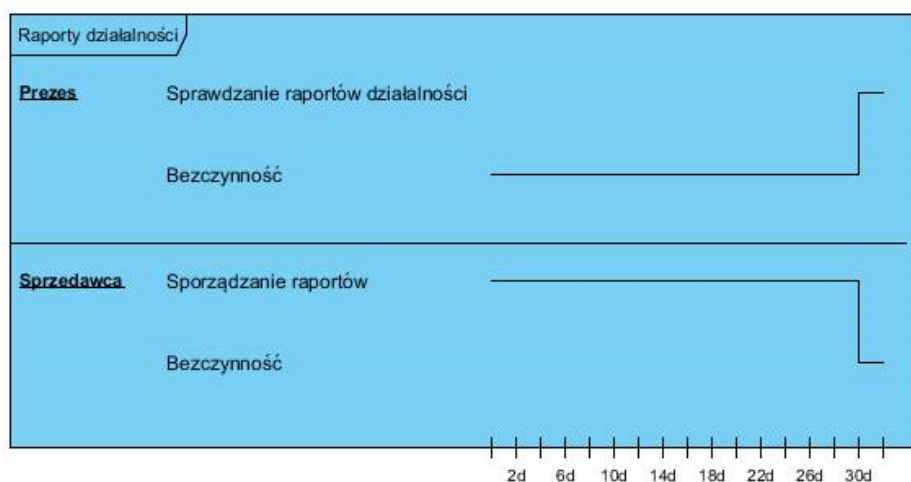 Raporty działalności
Prezes
Sprawdzanie raportów działalności
Bezczynność
Sprzedawca
Sporządzanie raportów
Bezczynność
2d 6d 10d 14d 18d 22d 26d 30d